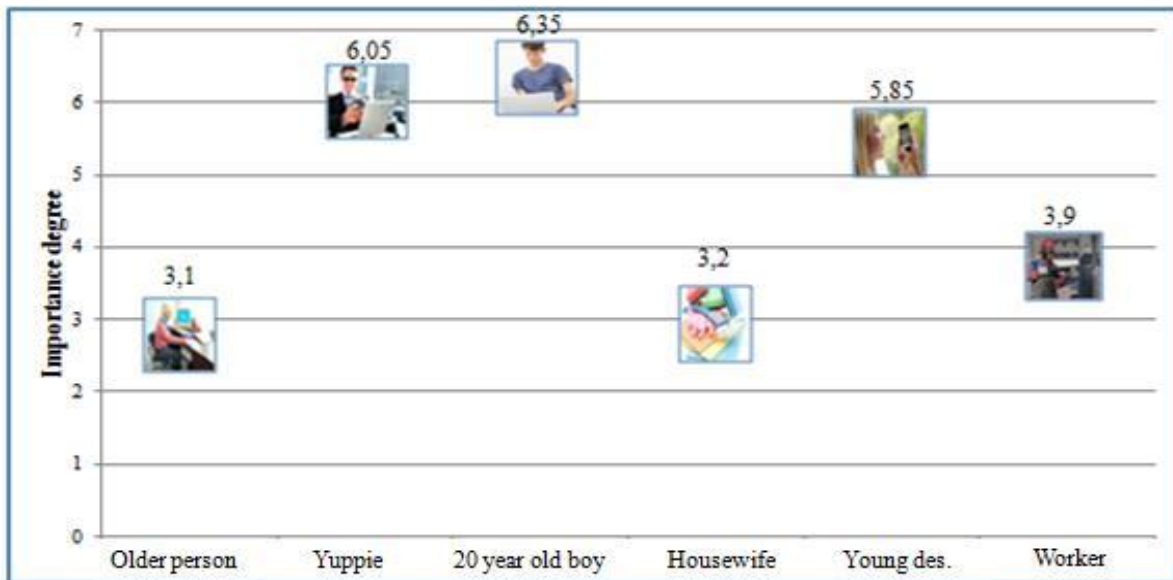 7
6,35
6,05
6
5,85
5
3,9
4
3,2
3,1
3
2
1
0
Importance degree
Older person
Yuppie
20 year old boy
Housewife
Young des.
Worker